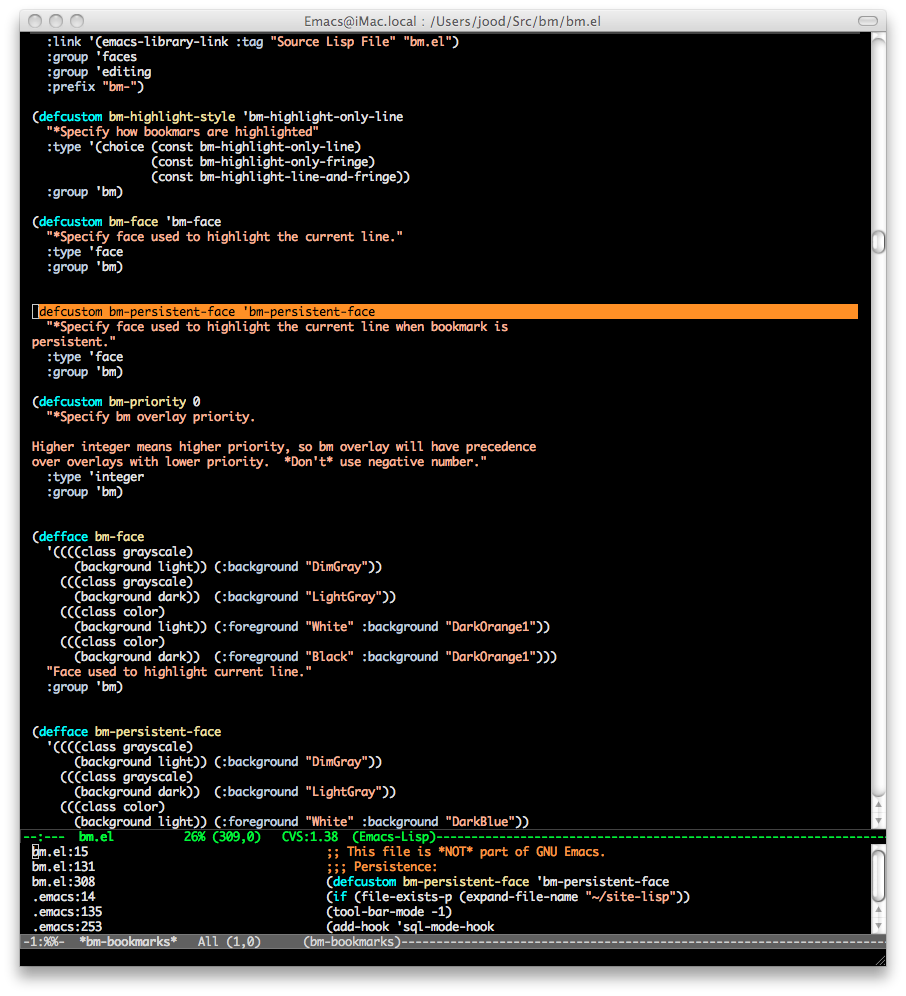 Emacs@iMac.local : /Users/jood/Src/bm/bm.el
  :link '(emacs-library-link :tag "Source Lisp File" "bm.el")
  :group 'faces
  :group 'editing
  :prefix "bm-")

(defcustom bm-highlight-style 'bm-highlight-only-line
  "*Specify how bookmars are highlighted"
  :type '(choice (const bm-highlight-only-line)
                 (const bm-highlight-only-fringe)
                 (const bm-highlight-line-and-fringe))
  :group 'bm)

(defcustom bm-face 'bm-face
  "*Specify face used to highlight the current line."
  :type 'face
  :group 'bm)


defcustom bm-persistent-face 'bm-persistent-face
  "*Specify face used to highlight the current line when bookmark is
persistent."
  :type 'face
  :group 'bm)

(defcustom bm-priority 0
  "*Specify bm overlay priority.

Higher integer means higher priority, so bm overlay will have precedence
over overlays with lower priority.  *Don't* use negative number."
  :type 'integer
  :group 'bm)


(defface bm-face
  '((((class grayscale)
      (background light)) (:background "DimGray"))
    (((class grayscale)
      (background dark))  (:background "LightGray"))
    (((class color)
      (background light)) (:foreground "White" :background "DarkOrange1"))
    (((class color)
      (background dark))  (:foreground "Black" :background "DarkOrange1")))
  "Face used to highlight current line."
  :group 'bm)


(defface bm-persistent-face
  '((((class grayscale)
      (background light)) (:background "DimGray"))
    (((class grayscale)
      (background dark))  (:background "LightGray"))
    (((class color)
      (background light)) (:foreground "White" :background "DarkBlue"))
--:---  bm.el          26% (309,0)   CVS:1.38  (Emacs-Lisp)----------------------------------------------------------------
bm.el:15                                  ;; This file is *NOT* part of GNU Emacs.
bm.el:131                                 ;;; Persistence:
bm.el:308                                 (defcustom bm-persistent-face 'bm-persistent-face
.emacs:14                                 (if (file-exists-p (expand-file-name "~/site-lisp"))
.emacs:135                                (tool-bar-mode -1)
.emacs:253                                (add-hook 'sql-mode-hook
-1:%%-  *bm-bookmarks*   All (1,0)      (bm-bookmarks)---------------------------------------------------------------------